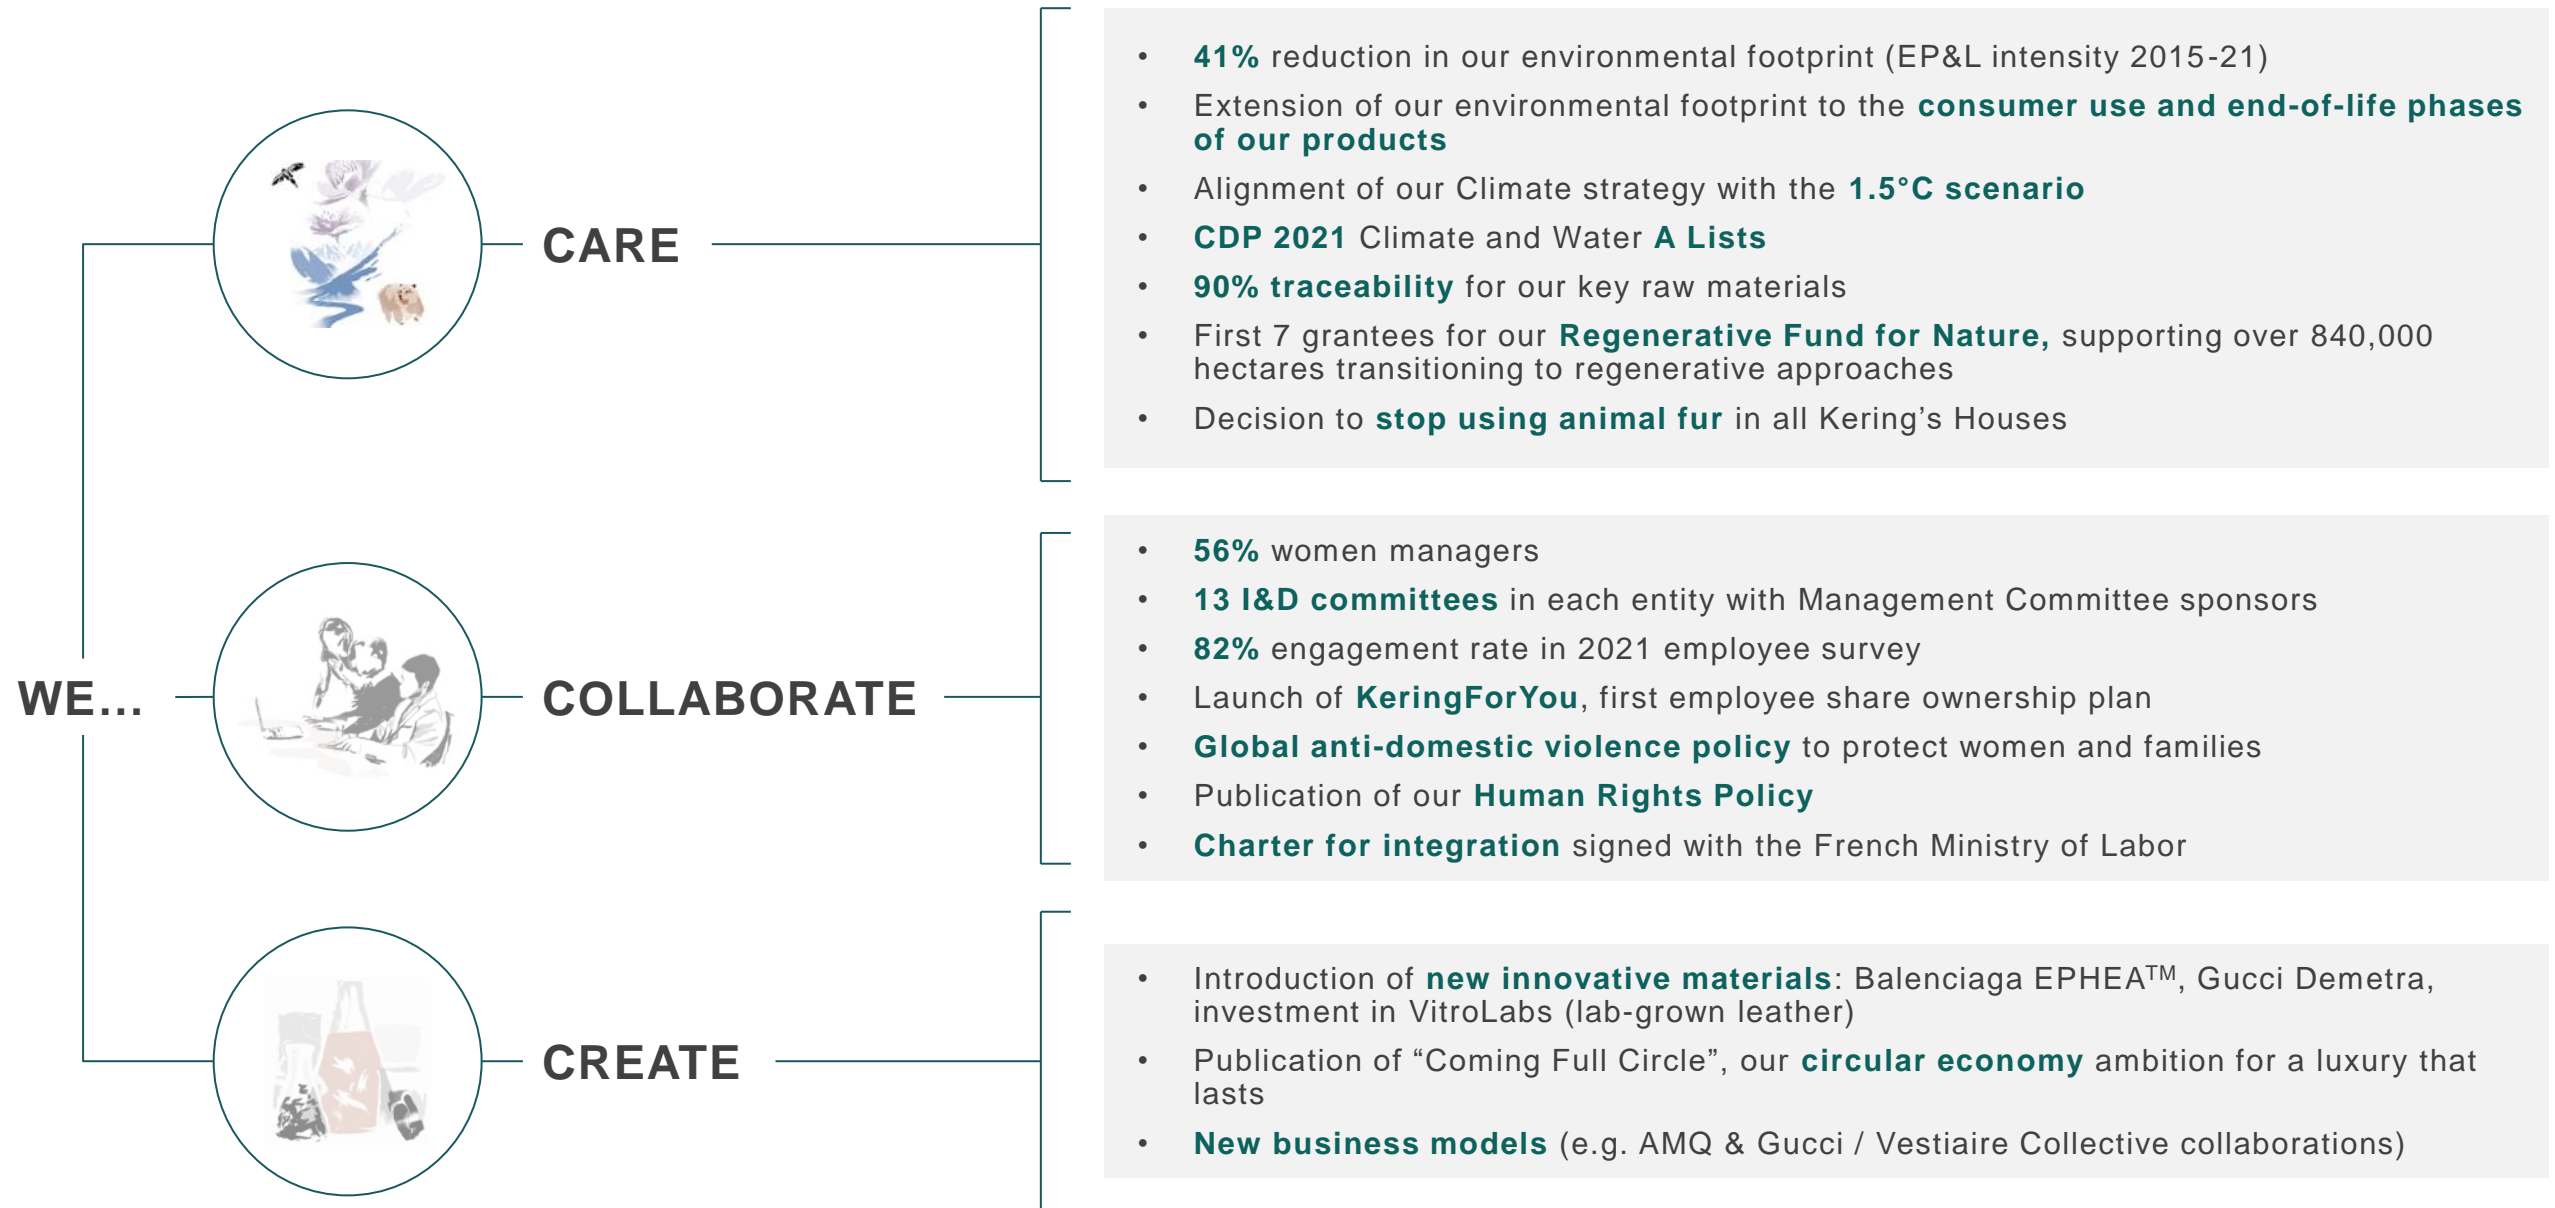 WE...
CARE
• 41% reduction in our environmental footprint (EP&L intensity 2015-21)
• Extension of our environmental footprint to the consumer use and end-of-life phases
of our products
• Alignment of our Climate strategy with the 1.5°C scenario
• CDP 2021 Climate and Water A Lists
• 90% traceability for our key raw materials
• First 7 grantees for our Regenerative Fund for Nature, supporting over 840,000
hectares transitioning to regenerative approaches
• Decision to stop using animal fur in all Kering’s Houses
COLLABORATE
• 56% women managers
• 13 I&D committees in each entity with Management Committee sponsors
• 82% engagement rate in 2021 employee survey
• Launch of KeringForYou, first employee share ownership plan
• Global anti-domestic violence policy to protect women and families
• Publication of our Human Rights Policy
• Charter for integration signed with the French Ministry of Labor
CREATE
• Introduction of new innovative materials: Balenciaga EPHEA™, Gucci Demetra,
investment in VitroLabs (lab-grown leather)
• Publication of “Coming Full Circle”, our circular economy ambition for a luxury that
lasts
• New business models (e.g. AMQ & Gucci / Vestiaire Collective collaborations)